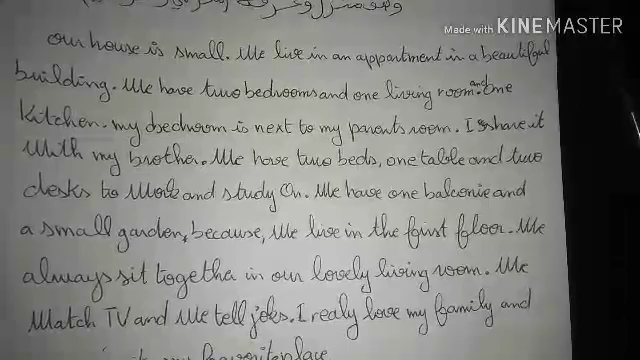 Made with KINEMASTER
our house is small. We live in an appartment in a beautiful
building. We have two bedrooms and one living room. and one
kitchen. my bedroom is next to my parents room. I share it
with my brother. We have two beds, one table and two
desks to Work and study On. We have one balconie and
a small garden, because, We live in the first floor. We
always sit together in our lovely living room. We
Watch TV and We tell jokes. I realy love my family and
my place